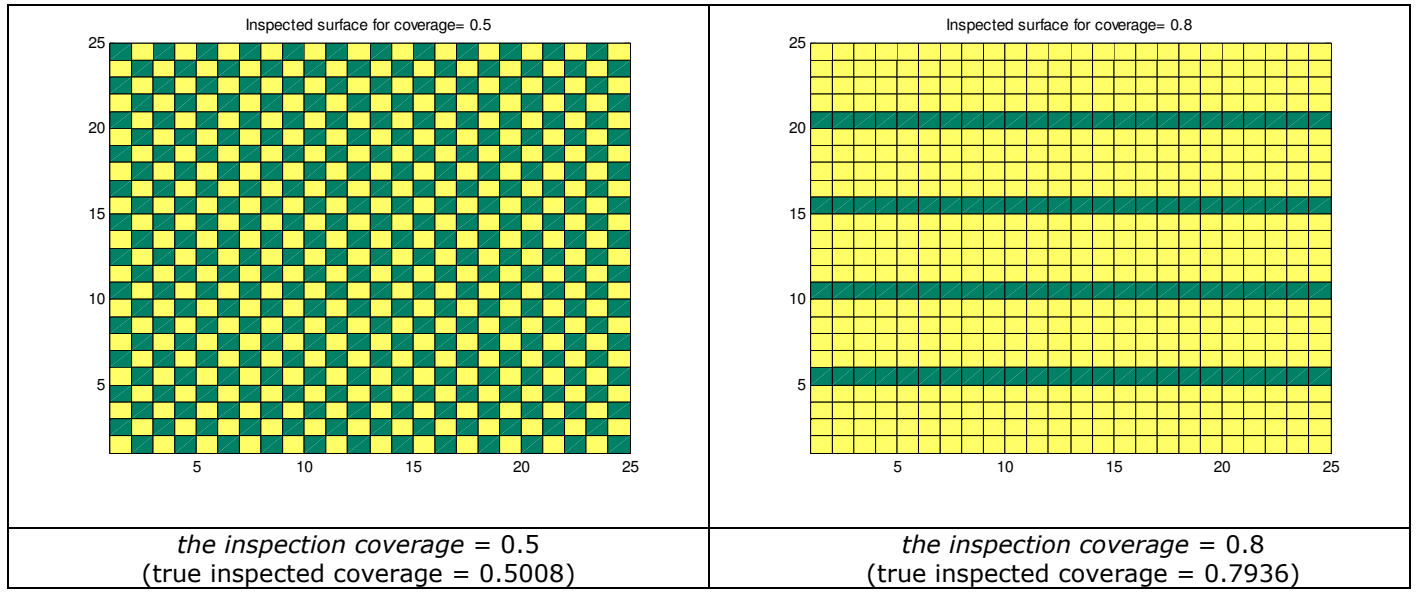 Inspected surface for coverage= 0.5
25
20
15
10
5
5 10 15 20 25
the inspection coverage = 0.5
(true inspected coverage = 0.5008)
Inspected surface for coverage= 0.8
25
20
15
10
5
5 10 15 20 25
the inspection coverage = 0.8
(true inspected coverage = 0.7936)